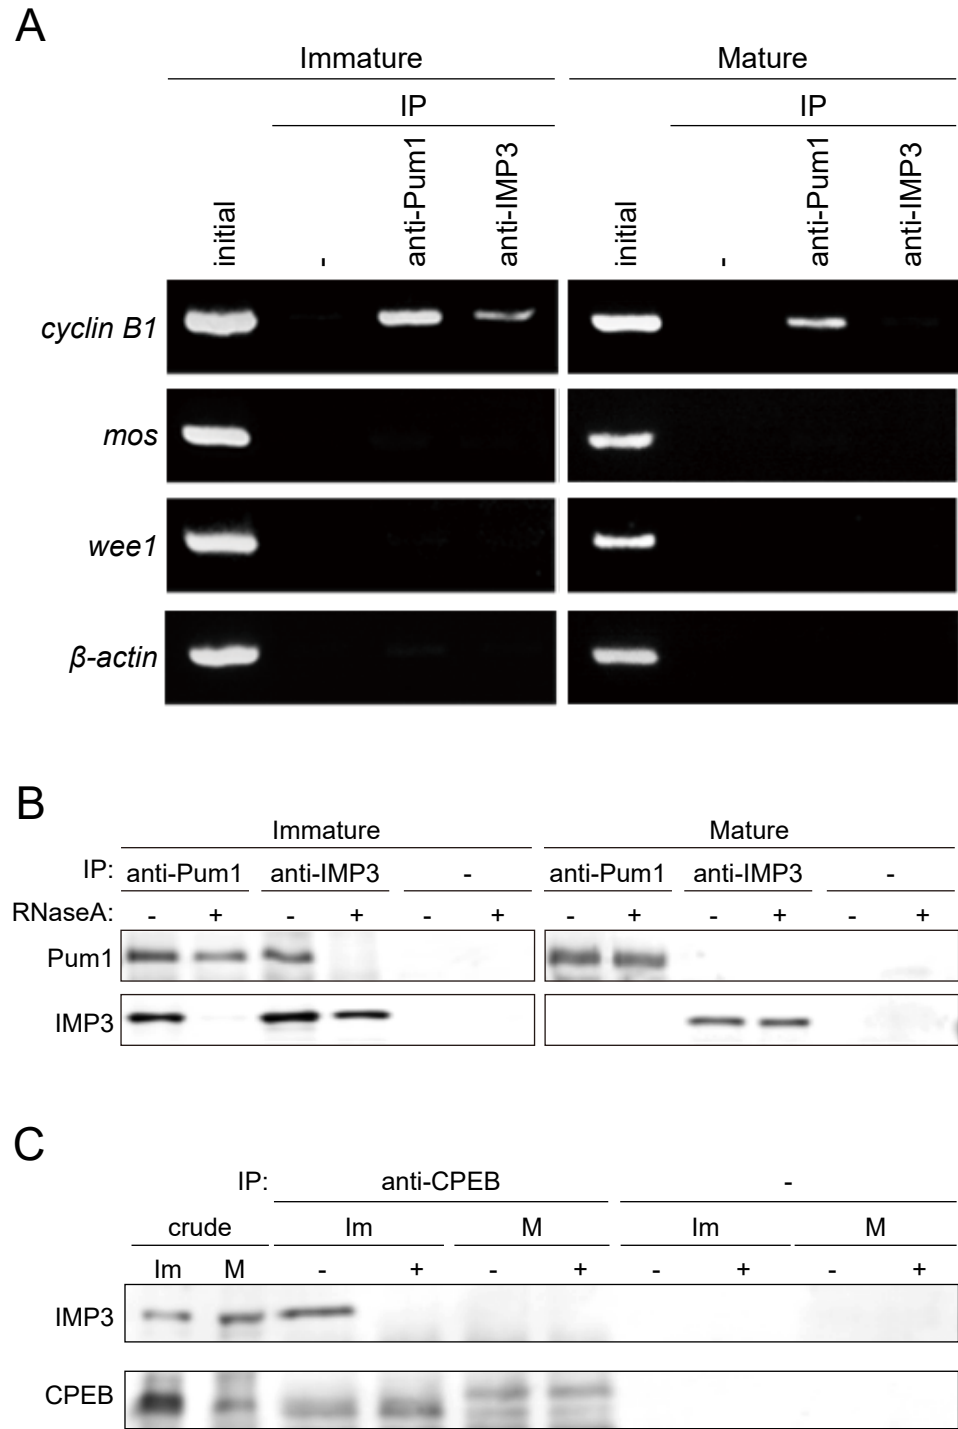 A
Immature Mature
IP IP
initial - anti-Pum1 anti-IMP3 initial - anti-Pum1 anti-IMP3
cyclin B1
mos
wee1
β-actin
B
Immature Mature
IP: anti-Pum1 anti-IMP3 - anti-Pum1 anti-IMP3 -
RNaseA: - + - + - + - + - + - +
Pum1
IMP3
C
IP: anti-CPEB -
crude Im M Im M
Im M - + - + - + - +
IMP3
CPEB